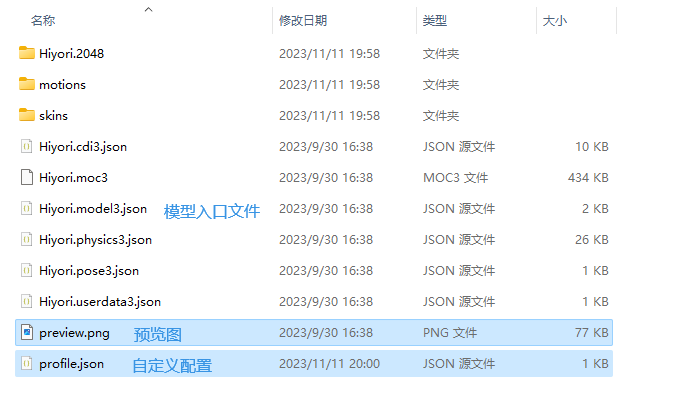 名称 修改日期 类型 大小
Hiyori.2048 2023/11/11 19:58 文件夹
motions 2023/11/11 19:58 文件夹
skins 2023/11/11 19:58 文件夹
Hiyori.cdi3.json 2023/9/30 16:38 JSON 源文件 10 KB
Hiyori.moc3 2023/9/30 16:38 MOC3 文件 434 KB
Hiyori.model3.json 模型入口文件 2023/9/30 16:38 JSON 源文件 2 KB
Hiyori.physics3.json 2023/9/30 16:38 JSON 源文件 26 KB
Hiyori.pose3.json 2023/9/30 16:38 JSON 源文件 1 KB
Hiyori.userdata3.json 2023/9/30 16:38 JSON 源文件 1 KB
preview.png 预览图 2023/9/30 16:38 PNG 文件 77 KB
profile.json 自定义配置 2023/11/11 20:00 JSON 源文件 1 KB